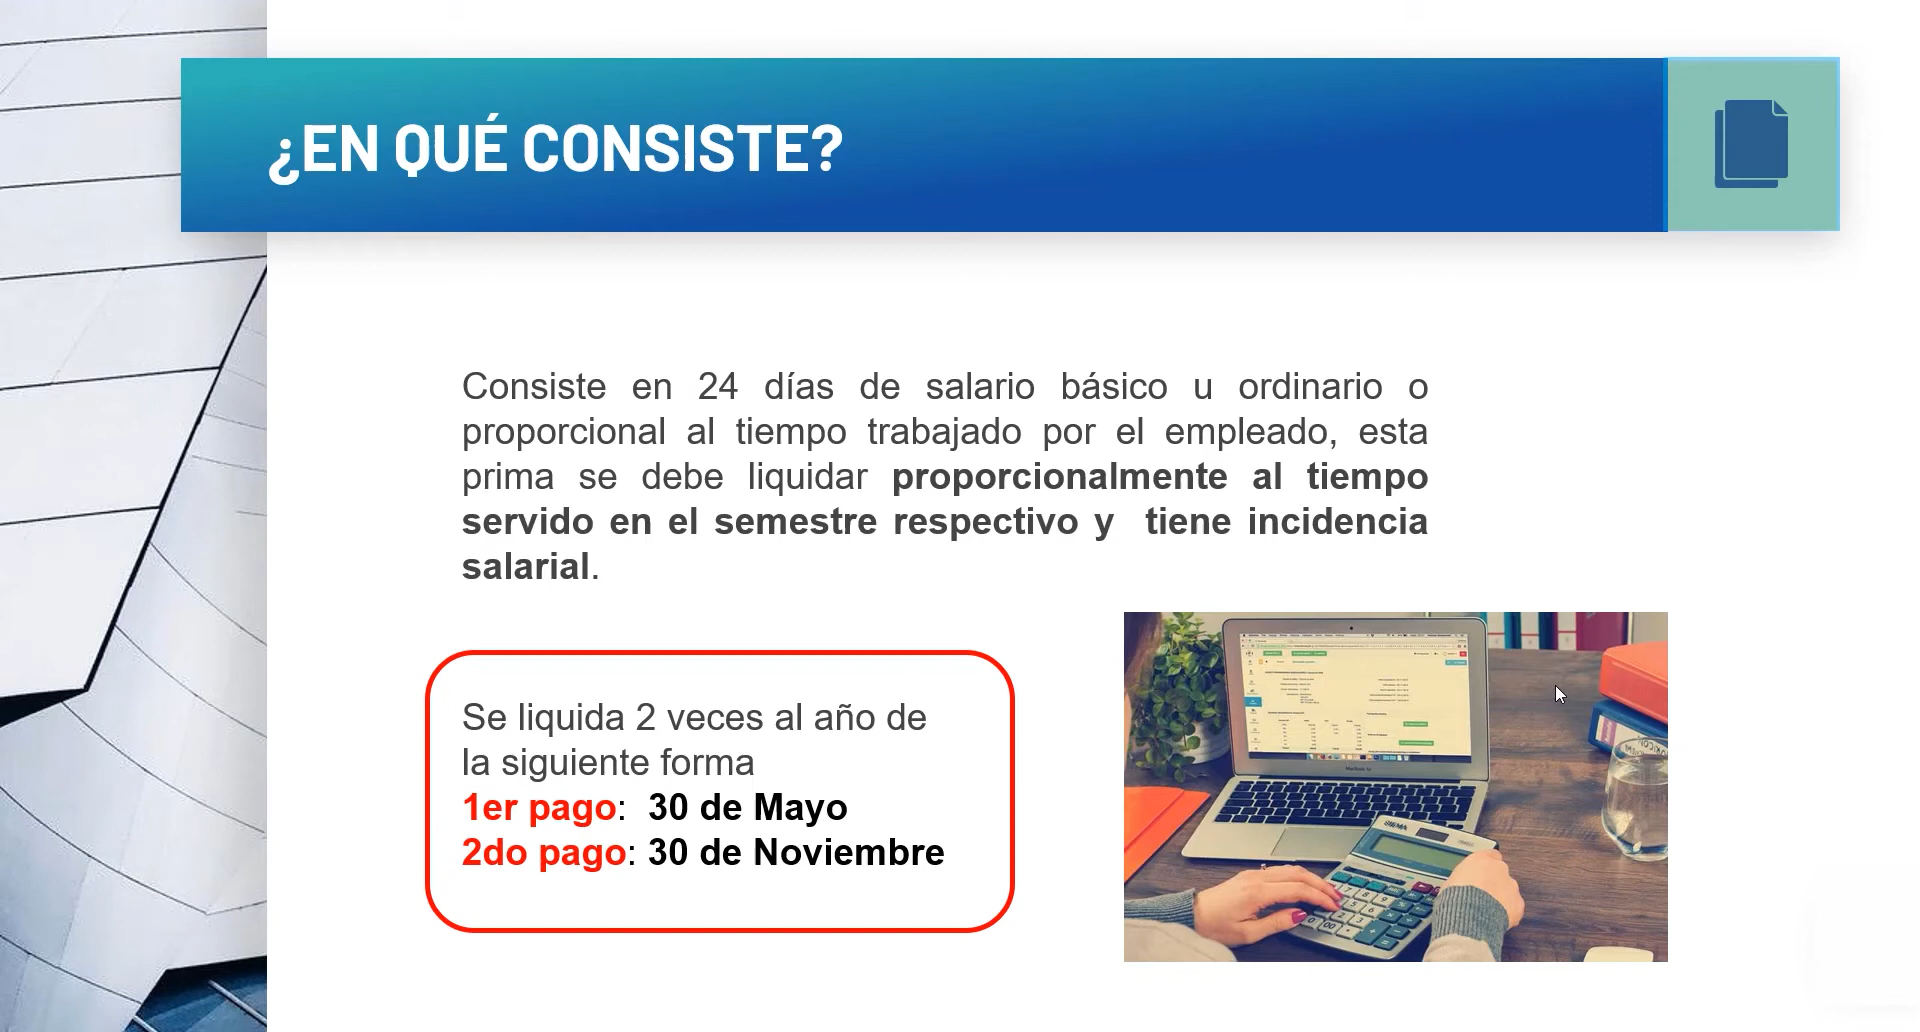 ¿EN QUÉ CONSISTE?
Consiste en 24 días de salario básico u ordinario o
proporcional al tiempo trabajado por el empleado, esta
prima se debe liquidar proporcionalmente al tiempo
servido en el semestre respectivo y tiene incidencia
salarial.
Se liquida 2 veces al año de
la siguiente forma
1er pago: 30 de Mayo
2do pago: 30 de Noviembre